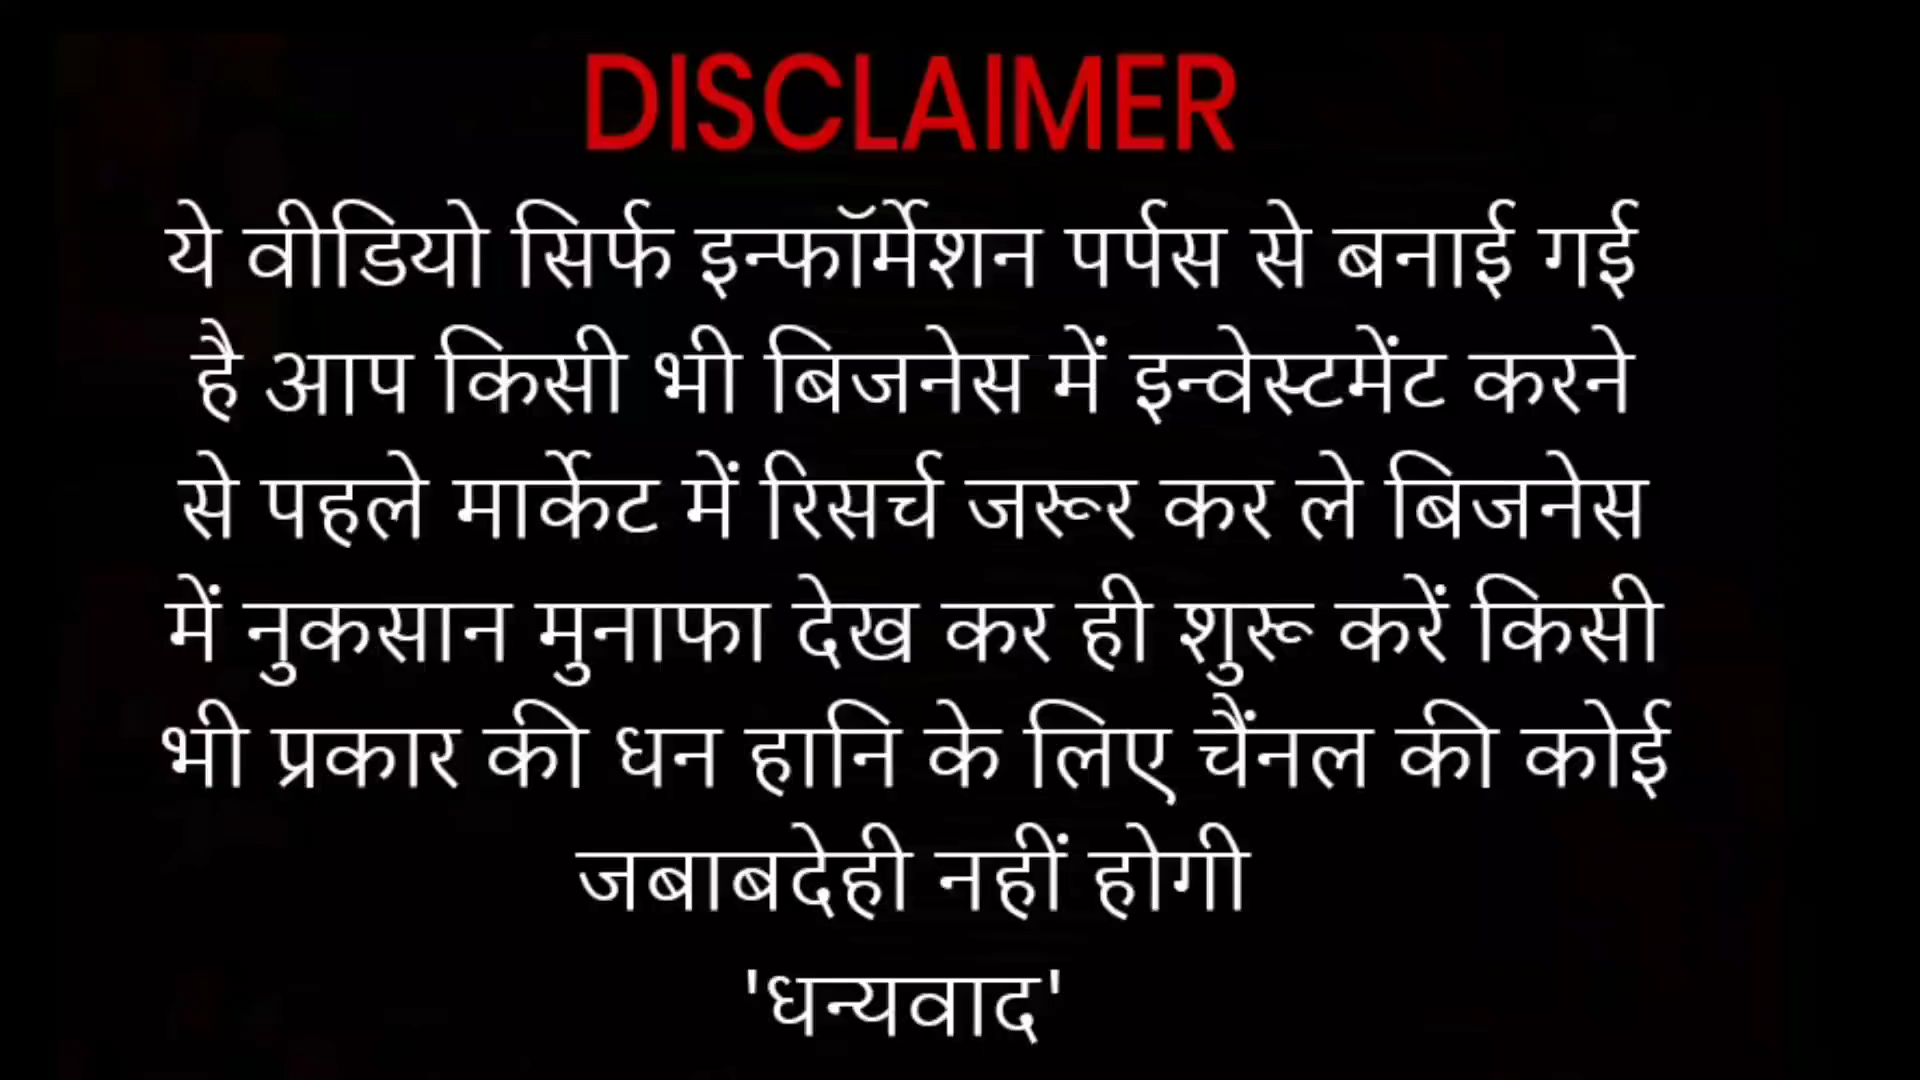 DISCLAIMER
ये वीडियो सिर्फ इन्फॉर्मेशन पर्पस से बनाई गई
है आप किसी भी बिजनेस में इन्वेस्टमेंट करने
से पहले मार्केट में रिसर्च जरूर कर ले बिजनेस
में नुकसान मुनाफा देख कर ही शुरू करें किसी
भी प्रकार की धन हानि के लिए चैंनल की कोई
जबाबदेही नहीं होगी
'धन्यवाद'